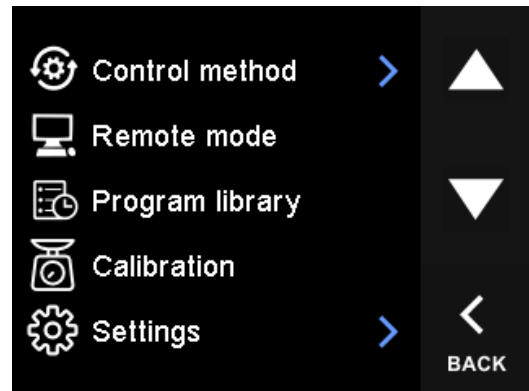 Control method
Remote mode
Program library
Calibration
Settings
BACK